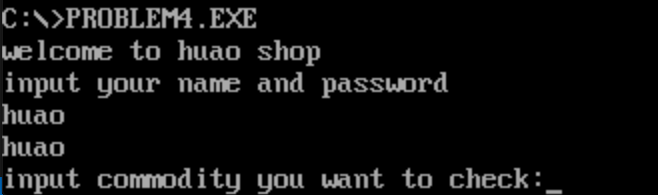 C:\>PROBLEM4.EXE
welcome to huao shop
input your name and password
huao
huao
input commodity you want to check:_